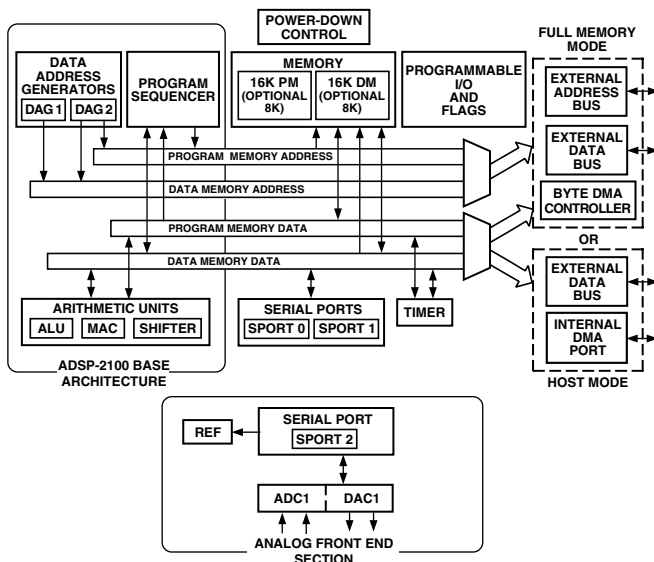 POWER-DOWN
CONTROL
FULL MEMORY
MODE
DATA
ADDRESS
GENERATORS
DAG 1
DAG 2
PROGRAM
SEQUENCER
MEMORY
16K PM
(OPTIONAL
8K)
16K DM
(OPTIONAL
8K)
PROGRAMMABLE
I/O
AND
FLAGS
EXTERNAL
ADDRESS
BUS
EXTERNAL
DATA
BUS
BYTE DMA
CONTROLLER
OR
EXTERNAL
DATA
BUS
INTERNAL
DMA
PORT
HOST MODE
PROGRAM MEMORY ADDRESS
DATA MEMORY ADDRESS
PROGRAM MEMORY DATA
DATA MEMORY DATA
ARITHMETIC UNITS
ALU
MAC
SHIFTER
SERIAL PORTS
SPORT 0
SPORT 1
TIMER
ADSP-2100 BASE
ARCHITECTURE
REF
SERIAL PORT
SPORT 2
ADC1
DAC1
ANALOG FRONT END
SECTION